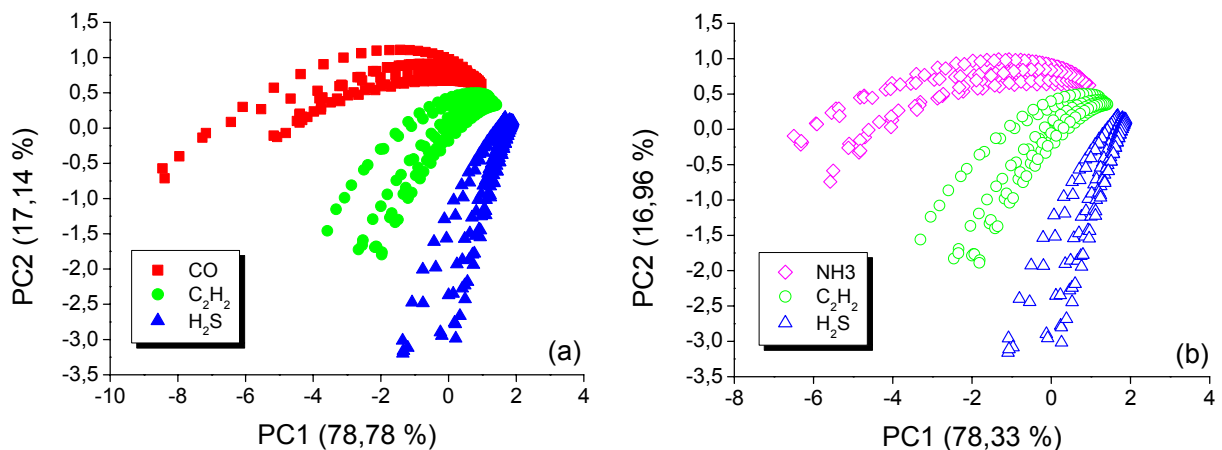 1,5
1,0
0,5
0,0
-0,5
-1,0
-1,5
-2,0
-2,5
-3,0
-3,5
PC2 (17,14 %)
CO
C₂H₂
H₂S
(a)
-10 -8 -6 -4 -2 0 2 4
PC1 (78,78 %)
1,5
1,0
0,5
0,0
-0,5
-1,0
-1,5
-2,0
-2,5
-3,0
-3,5
PC2 (16,96 %)
NH3
C₂H₂
H₂S
(b)
-8 -6 -4 -2 0 2 4
PC1 (78,33 %)